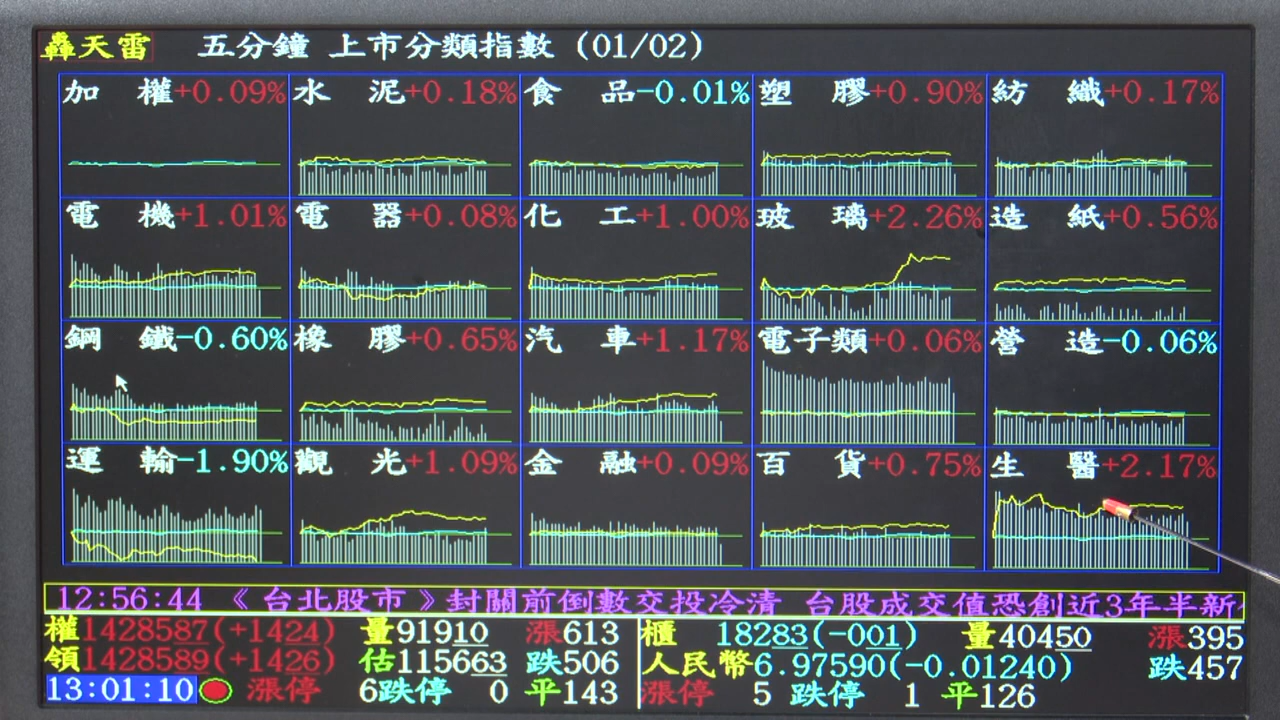 轟天雷 五分鐘 上市分類指數 (01/02)
加權+0.09% 水泥+0.18% 食品-0.01% 塑膠+0.90% 紡織+0.17%
電機+1.01% 電器+0.08% 化工+1.00% 玻璃+2.26% 造紙+0.56%
鋼鐵-0.60% 橡膠+0.65% 汽車+1.17% 電子類+0.06% 營造-0.06%
運輸-1.90% 觀光+1.09% 金融+0.09% 百貨+0.75% 生醫+2.17%
12:56:44 《台北股市》封關前倒數交投冷清 台股成交值恐創近3年半新
權1428587(+1424) 量91910 漲613 櫃 18283(-001) 量40450 漲395
領1428589(+1426) 估115663 跌506 人民幣6.97590(-0.01240) 跌457
13:01:10 漲停 6跌停 0 平143 漲停 5 跌停 1 平126